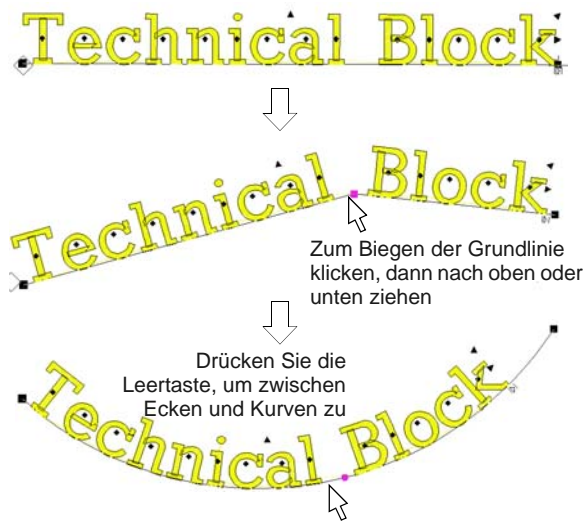 Technical Block
Technical Block
Zum Biegen der Grundlinie
klicken, dann nach oben oder
unten ziehen
Drücken Sie die
Leertaste, um zwischen
Ecken und Kurven zu
Technical Block